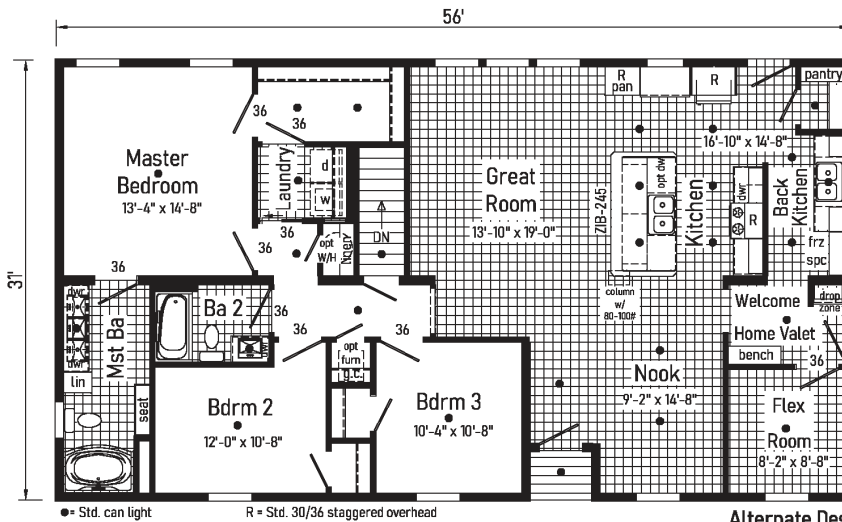 56'
31'
Master
Bedroom
13'-4" x 14'-8"
36
36
Laundry
d
w
36
opt
W/H
DN
Great
Room
13'-10" x 19'-0"
R
pan
R
pantry
16'-10" x 14'-8"
opt dw
ZIB-245
Kitchen
dwr
R
Back
Kitchen
frz
spc
column
w/
80-100#
Welcome
Home Valet
drop
zone
bench
36
36
dwr
dwr
lin
Mst Ba
seat
Ba 2
36
36
36
opt
furn
g.c.
Bdrm 2
12'-0" x 10'-8"
Bdrm 3
10'-4" x 10'-8"
Nook
9'-2" x 14'-8"
Flex
Room
8'-2" x 8'-8"
= Std. can light
R = Std. 30/36 staggered overhead
Alternate Des